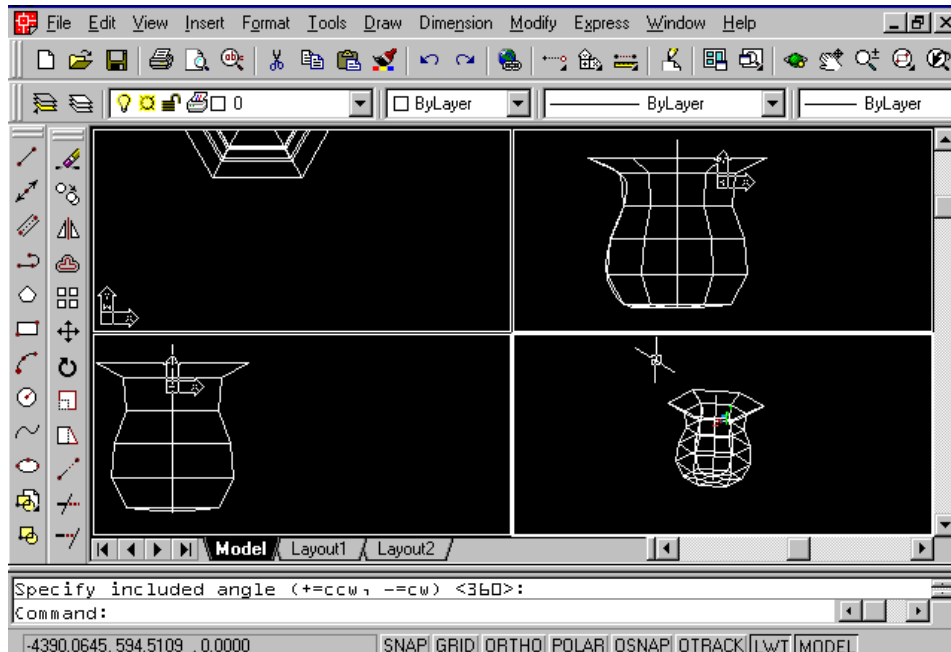 File Edit View Insert Format Tools Draw Dimension Modify Express Window Help
0 ByLayer ByLayer ByLayer
Model Layout1 Layout2
Specify included angle (+=ccw, -=cw) <360>:
Command:
-4390.0645, 594.5109 , 0.0000 SNAP GRID ORTHO POLAR OSNAP OTRACK LWT MODEL